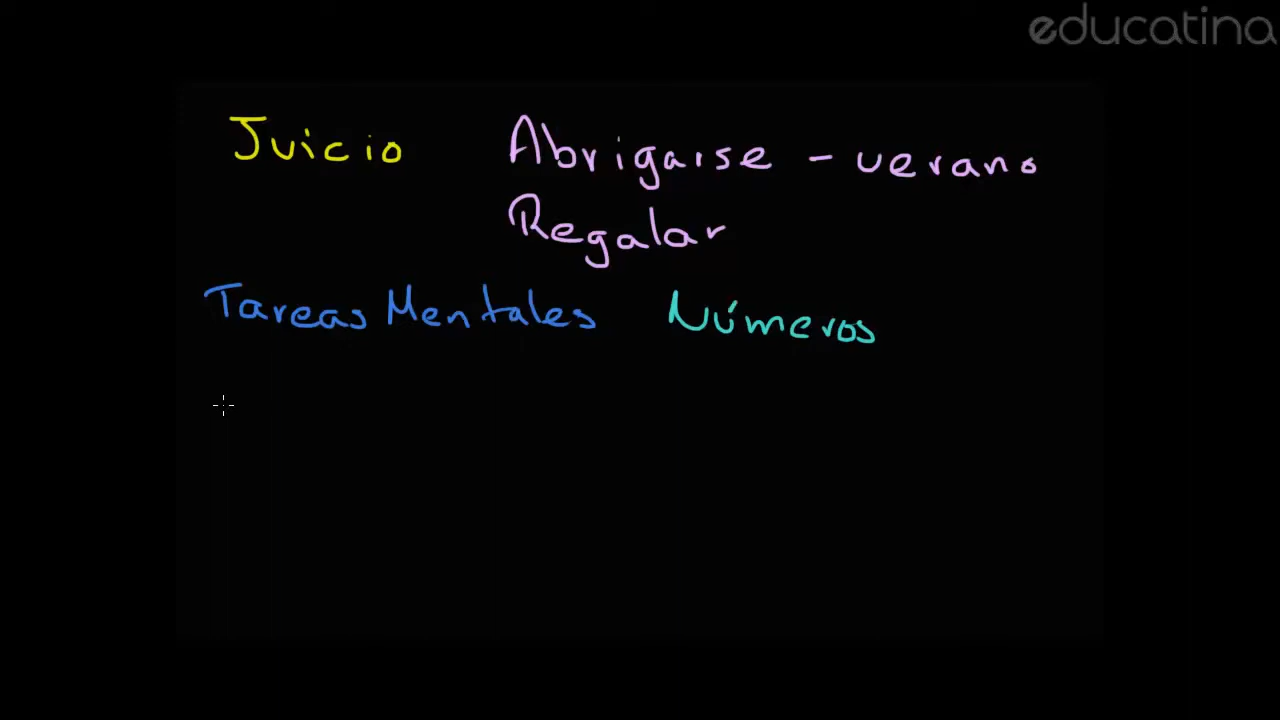 educatina
Juicio Abrigarse - verano
Regalar
Tareas Mentales Números